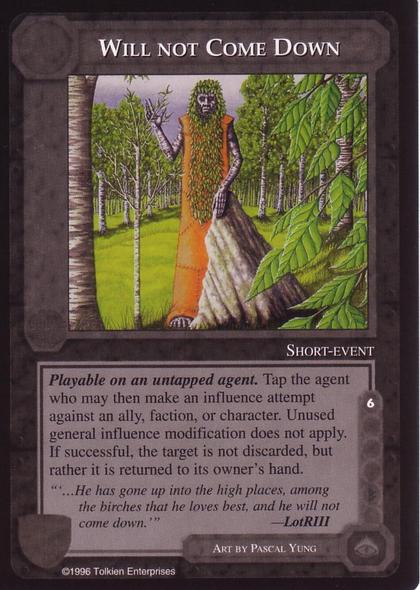 WILL NOT COME DOWN
SHORT-EVENT
Playable on an untapped agent. Tap the agent
who may then make an influence attempt
against an ally, faction, or character. Unused
general influence modification does not apply.
If successful, the target is not discarded, but
rather it is returned to its owner's hand.
6
“‘...He has gone up into the high places, among
the birches that he loves best, and he will not
come down.’” —LotRIII
ART BY PASCAL YUNG
©1996 Tolkien Enterprises